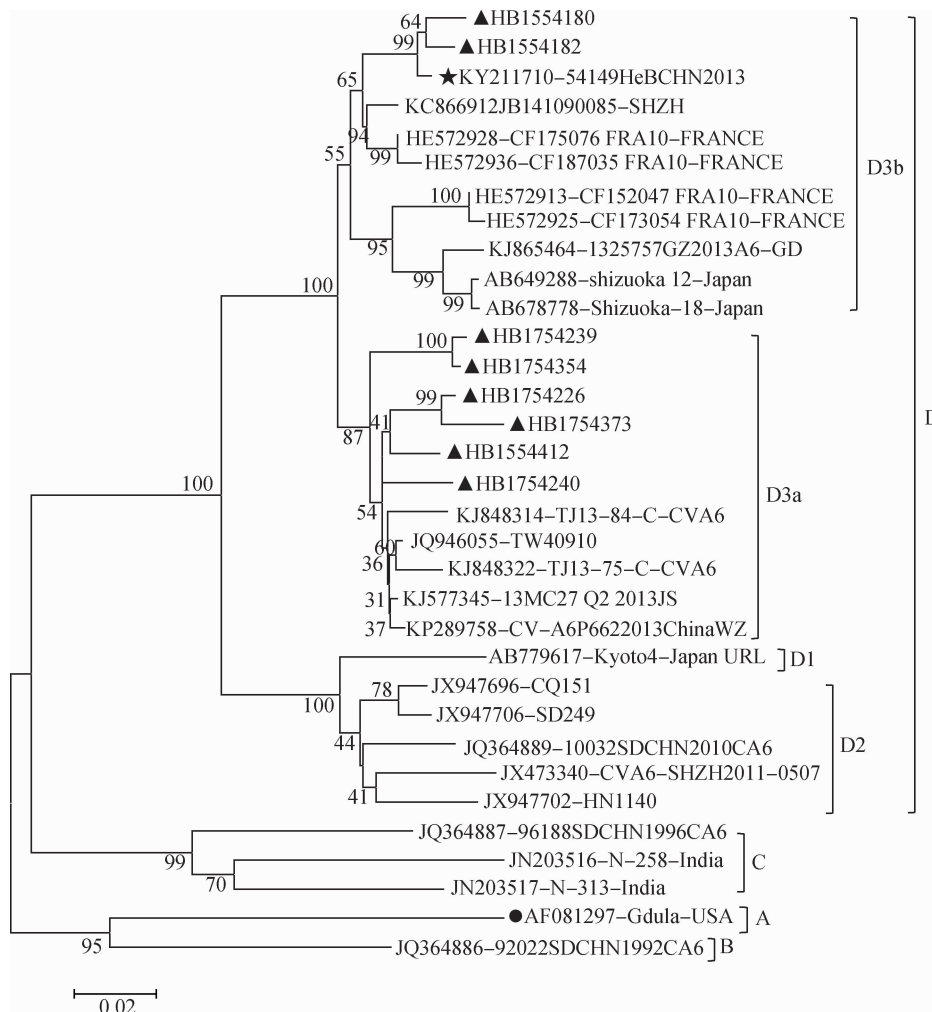 64
▲HB1554180
▲HB1554182
99
★KY211710-54149HeBCHN2013
65
KC866912JB141090085-SHZH
94
HE572928-CF175076 FRA10-FRANCE
99
HE572936-CF187035 FRA10-FRANCE
55
D3b
HE572913-CF152047 FRA10-FRANCE
100
HE572925-CF173054 FRA10-FRANCE
95
KJ865464-1325757GZ2013A6-GD
99
AB649288-shizuoka 12-Japan
99
AB678778-Shizuoka-18-Japan
100
▲HB1754239
100
▲HB1754354
▲HB1754226
99
▲HB1754373
41
87
▲HB1554412
▲HB1754240
D3a
54
KJ848314-TJ13-84-C-CVA6
JQ946055-TW40910
60
36
KJ848322-TJ13-75-C-CVA6
31
KJ577345-13MC27 Q2 2013JS
37
KP289758-CV-A6P6622013ChinaWZ
100
AB779617-Kyoto4-Japan URL
D1
JX947696-CQ151
78
100
JX947706-SD249
44
JQ364889-10032SDCHN2010CA6
D2
JX473340-CVA6-SHZH2011-0507
41
JX947702-HN1140
JQ364887-96188SDCHN1996CA6
99
JN203516-N-258-India
C
70
JN203517-N-313-India
●AF081297-Gdula-USA
A
95
JQ364886-92022SDCHN1992CA6
B
0.02